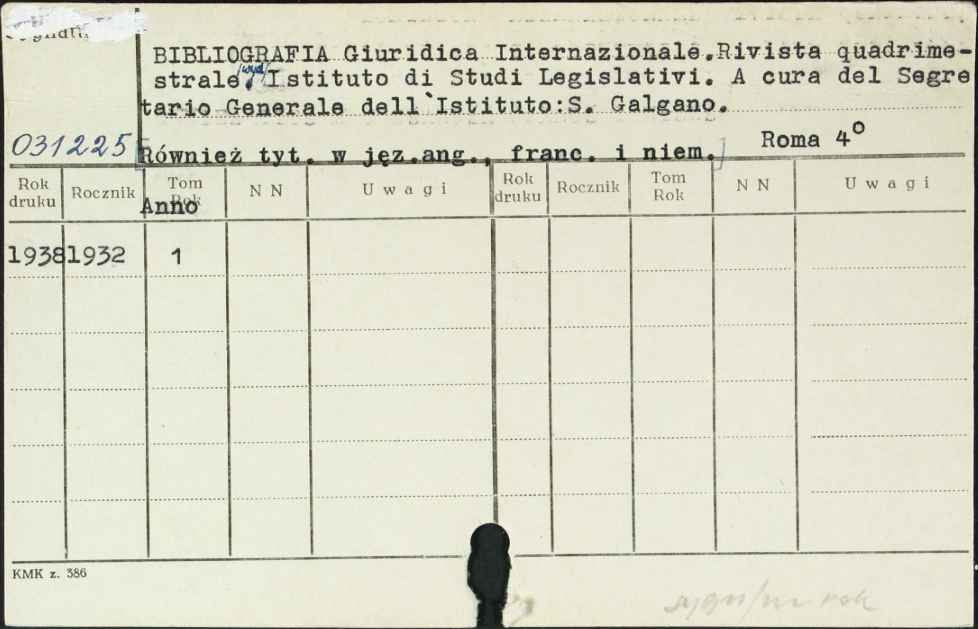 BIBLIOGRAFIA Giuridica Internazionale.Rivista quadrime-
strale. /wyd/ Istituto di Studi Legislativi. A cura del Segre
tario Generale dell`Istituto:S. Galgano.
031225 Również tyt. w jęz.ang., franc. i niem. Roma 4º
Rok druku Rocznik Tom Rok N N U w a g i Rok druku Rocznik Tom Rok N N U w a g i
Anno
1938 1932 1
KMK z. 386